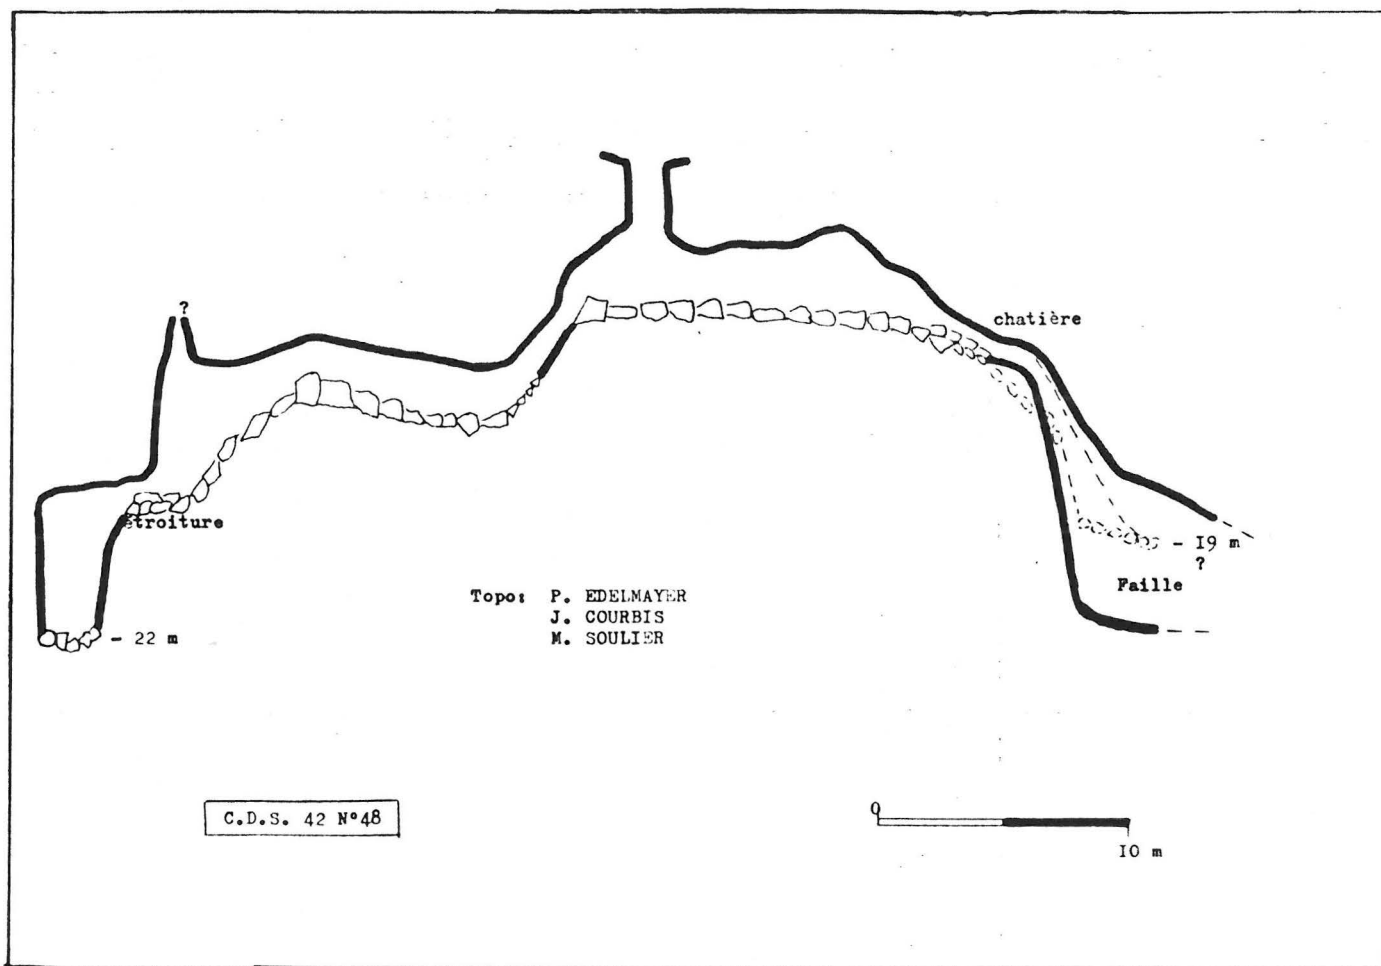 ?
chatière
étroiture
- I9 m
?
Faille
Topo: P. EDELMAYER
J. COURBIS
M. SOULIER
- 22 m
C.D.S. 42 N°48
0
I0 m